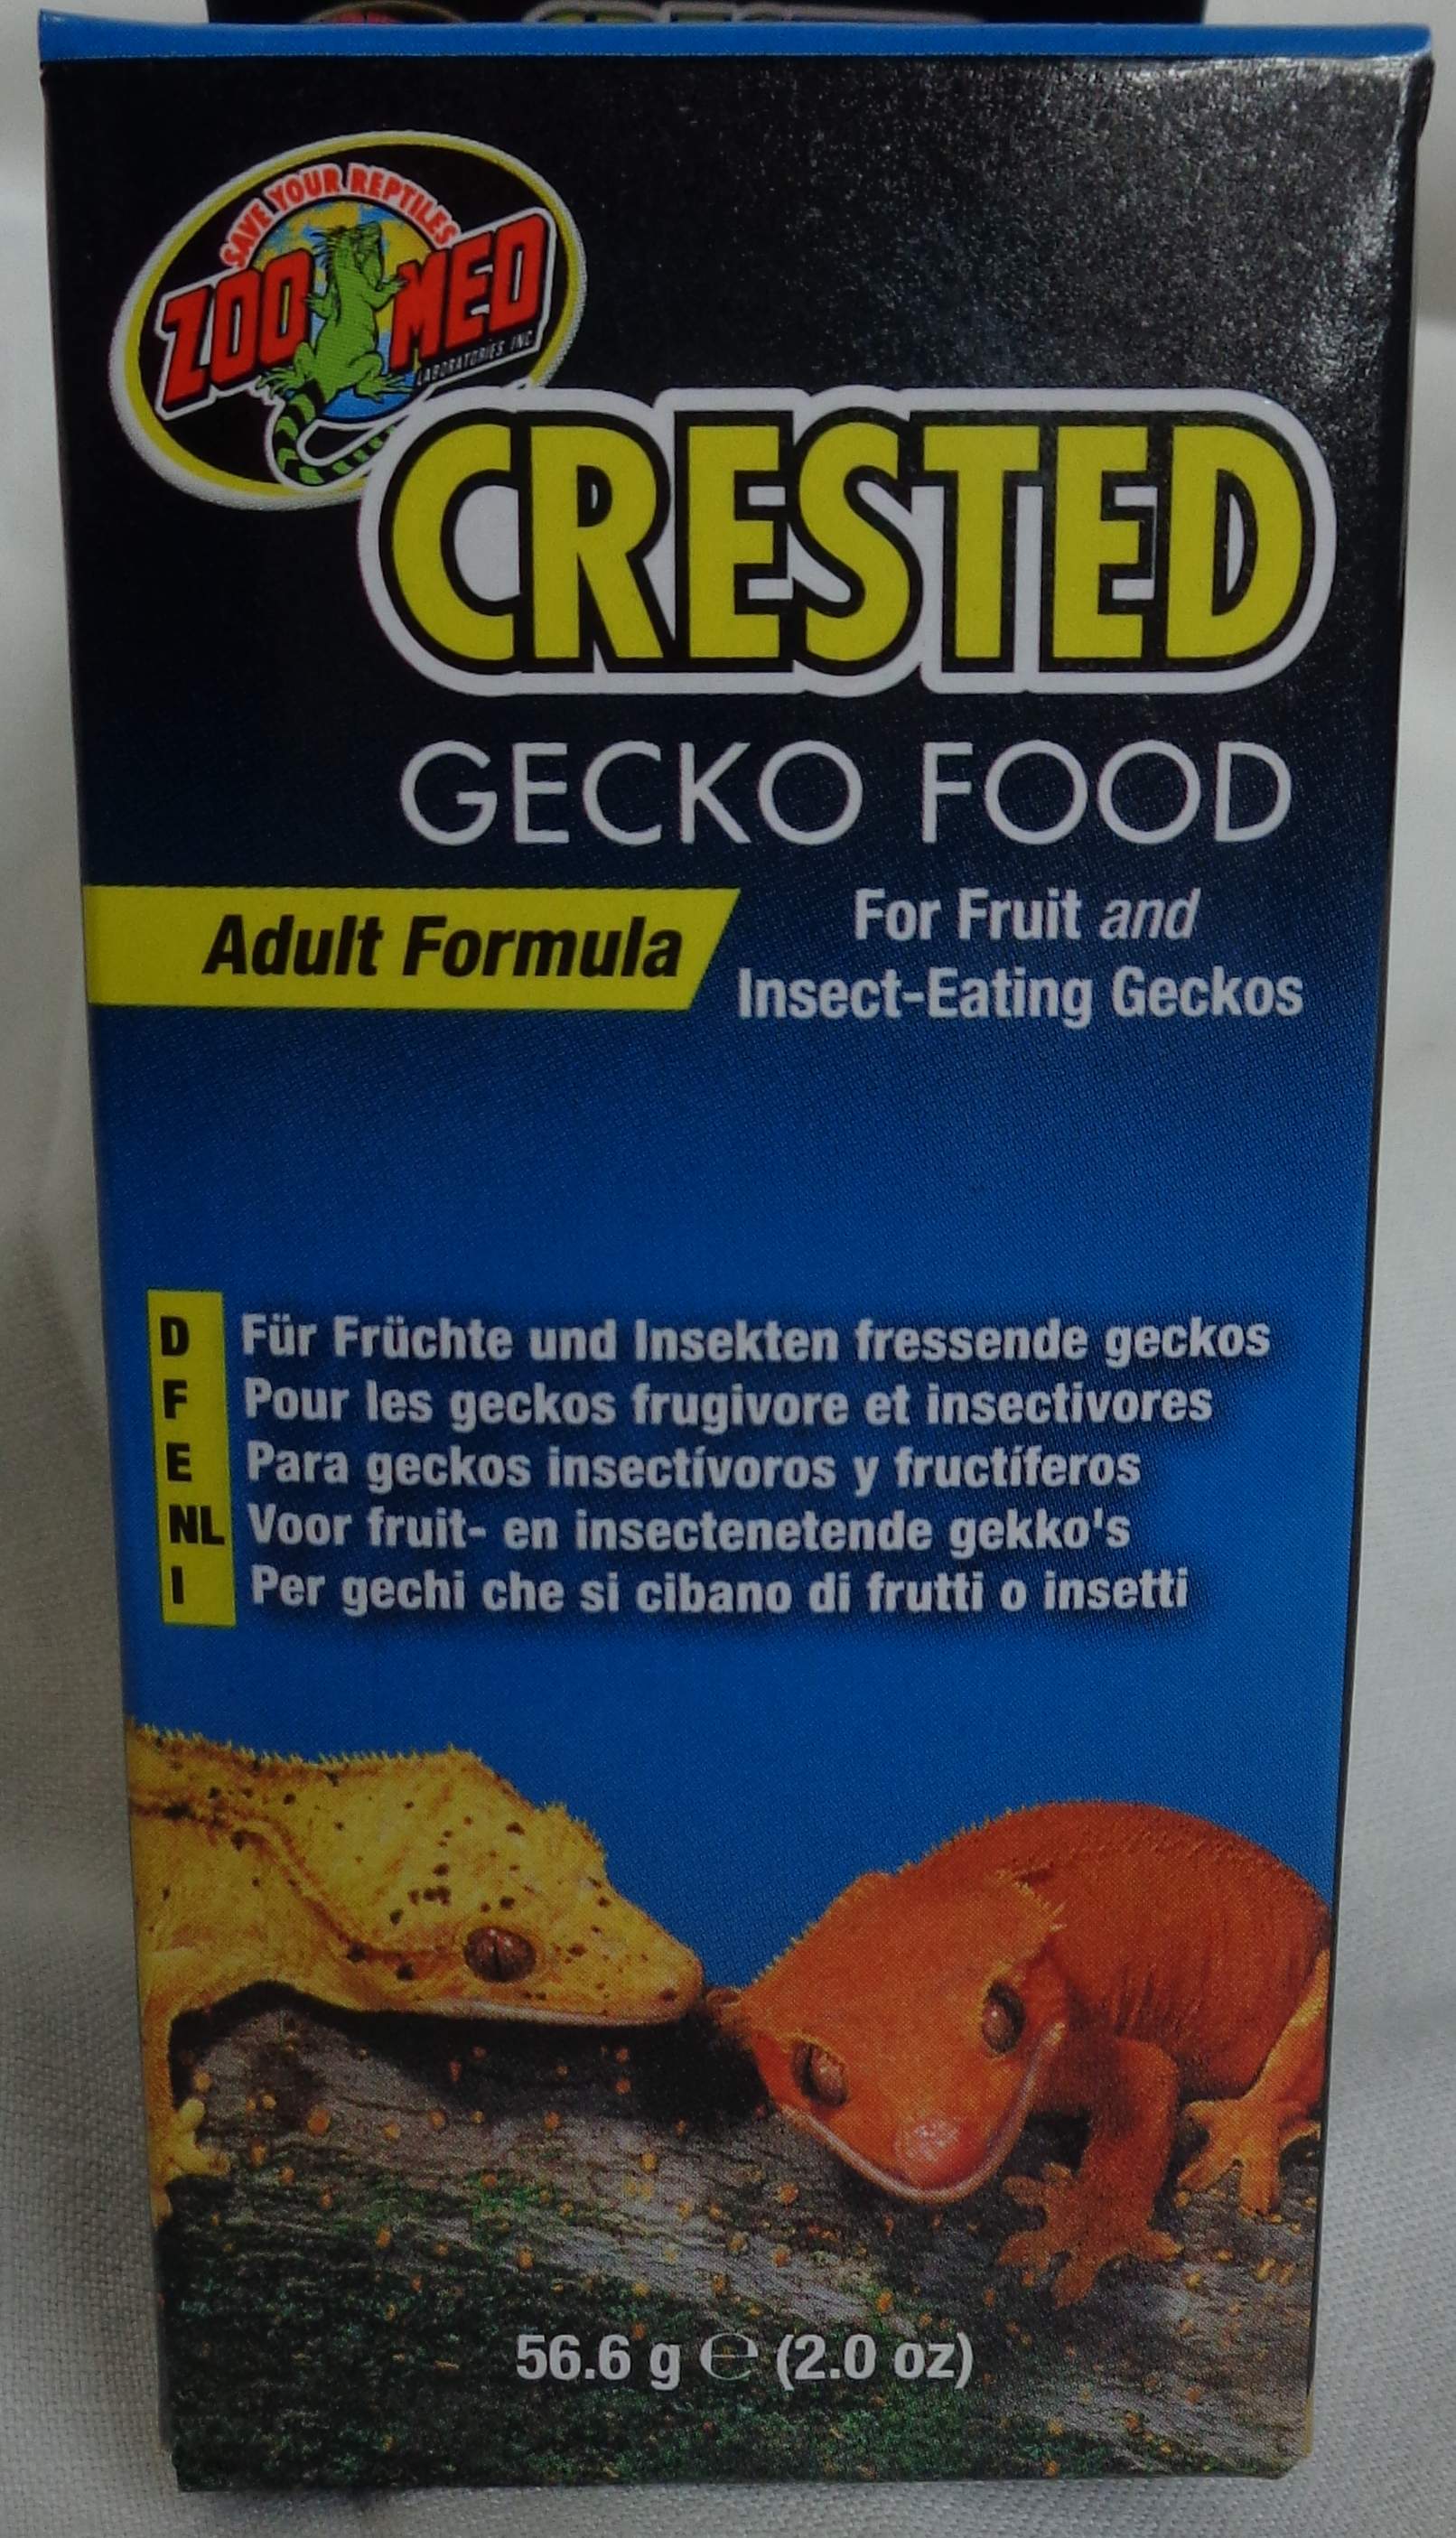 SAVE YOUR REPTILES
ZOO MED
LABORATORIES INC
CRESTED
GECKO FOOD
Adult Formula
For Fruit and
Insect-Eating Geckos
D Für Früchte und Insekten fressende geckos
F Pour les geckos frugivore et insectivores
E Para geckos insectívoros y fructíferos
NL Voor fruit- en insectenetende gekko's
I Per gechi che si cibano di frutti o insetti
56.6 g ℮ (2.0 oz)